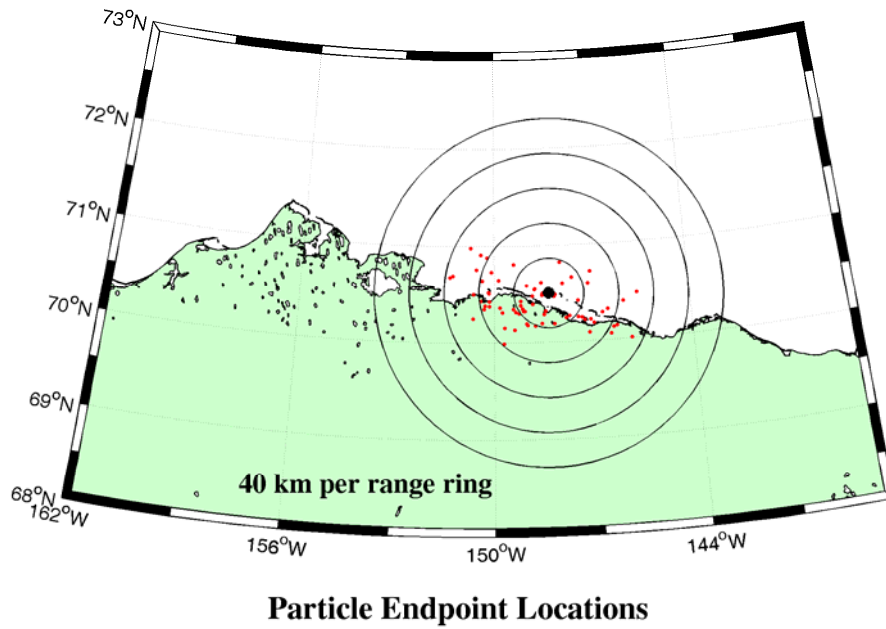 73°N
72°N
71°N
70°N
69°N
68°N
162°W
156°W
150°W
144°W
40 km per range ring
Particle Endpoint Locations